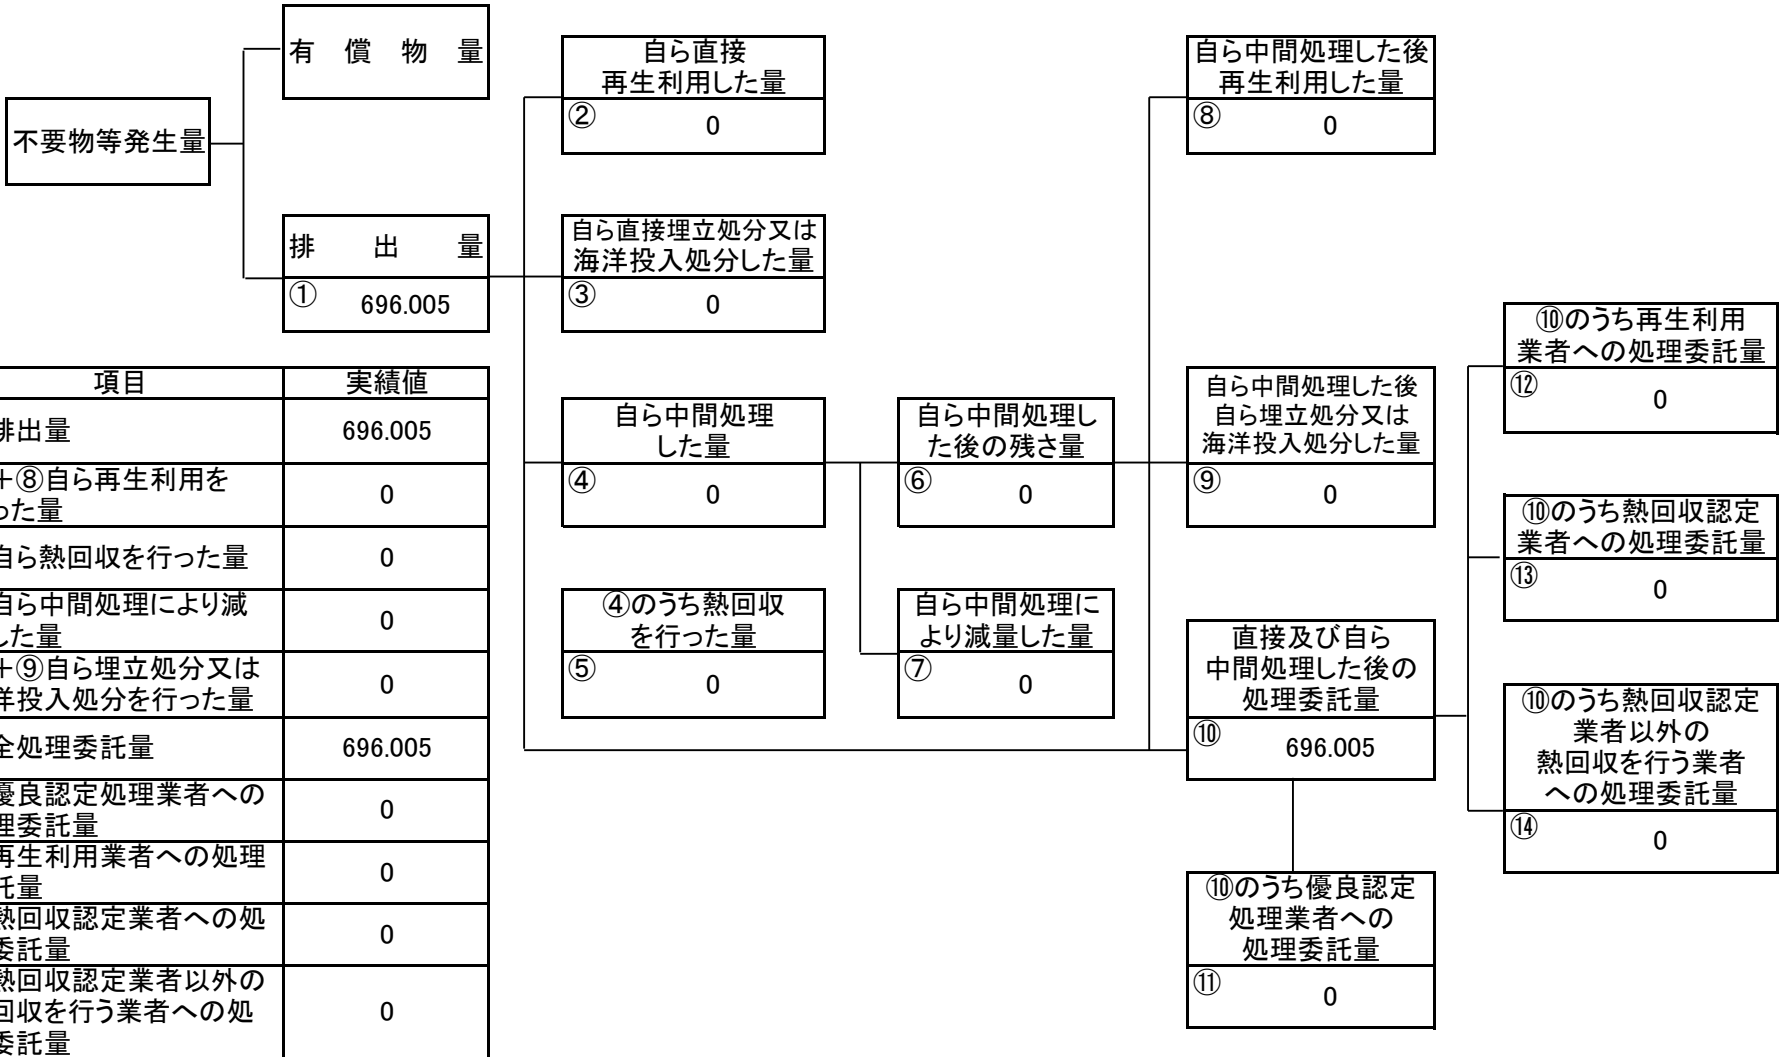 有償物量
不要物等発生量
排出量
① 696.005
自ら直接
再生利用した量
② 0
自ら直接埋立処分又は
海洋投入処分した量
③ 0
自ら中間処理
した量
④ 0
④のうち熱回収
を行った量
⑤ 0
自ら中間処理し
た後の残さ量
⑥ 0
自ら中間処理に
より減量した量
⑦ 0
自ら中間処理した後
再生利用した量
⑧ 0
自ら中間処理した後
自ら埋立処分又は
海洋投入処分した量
⑨ 0
直接及び自ら
中間処理した後の
処理委託量
⑩ 696.005
⑩のうち優良認定
処理業者への
処理委託量
⑪ 0
⑩のうち再生利用
業者への処理委託量
⑫ 0
⑩のうち熱回収認定
業者への処理委託量
⑬ 0
⑩のうち熱回収認定
業者以外の
熱回収を行う業者
への処理委託量
⑭ 0
項目 実績値
排出量 696.005
+⑧自ら再生利用を
った量 0
自ら熱回収を行った量 0
自ら中間処理により減
した量 0
+⑨自ら埋立処分又は
洋投入処分を行った量 0
全処理委託量 696.005
優良認定処理業者への
理委託量 0
再生利用業者への処理
託量 0
熱回収認定業者への処
委託量 0
熱回収認定業者以外の
回収を行う業者への処
委託量 0